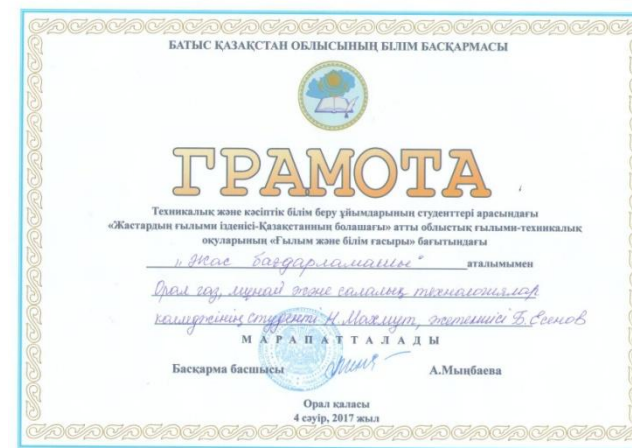 БАТЫС ҚАЗАҚСТАН ОБЛЫСЫНЫҢ БІЛІМ БАСҚАРМАСЫ
ГРАМОТА
Техникалық және кәсіптік білім беру ұйымдарының студенттері арасындағы
«Жастардың ғылыми ізденісі-Қазақстанның болашағы» атты облыстық ғылыми-техникалық
оқуларының «Ғылым және білім ғасыры» бағытындағы
"Жас бағдарламашы" аталымымен
Орал газ, мұнай және салалық технологиялар
колледжінің студенті Н.Махмут, жетекшісі Б.Есенов
МАРАПАТТАЛАДЫ
Басқарма басшысы А.Мыңбаева
Орал қаласы
4 сәуір, 2017 жыл